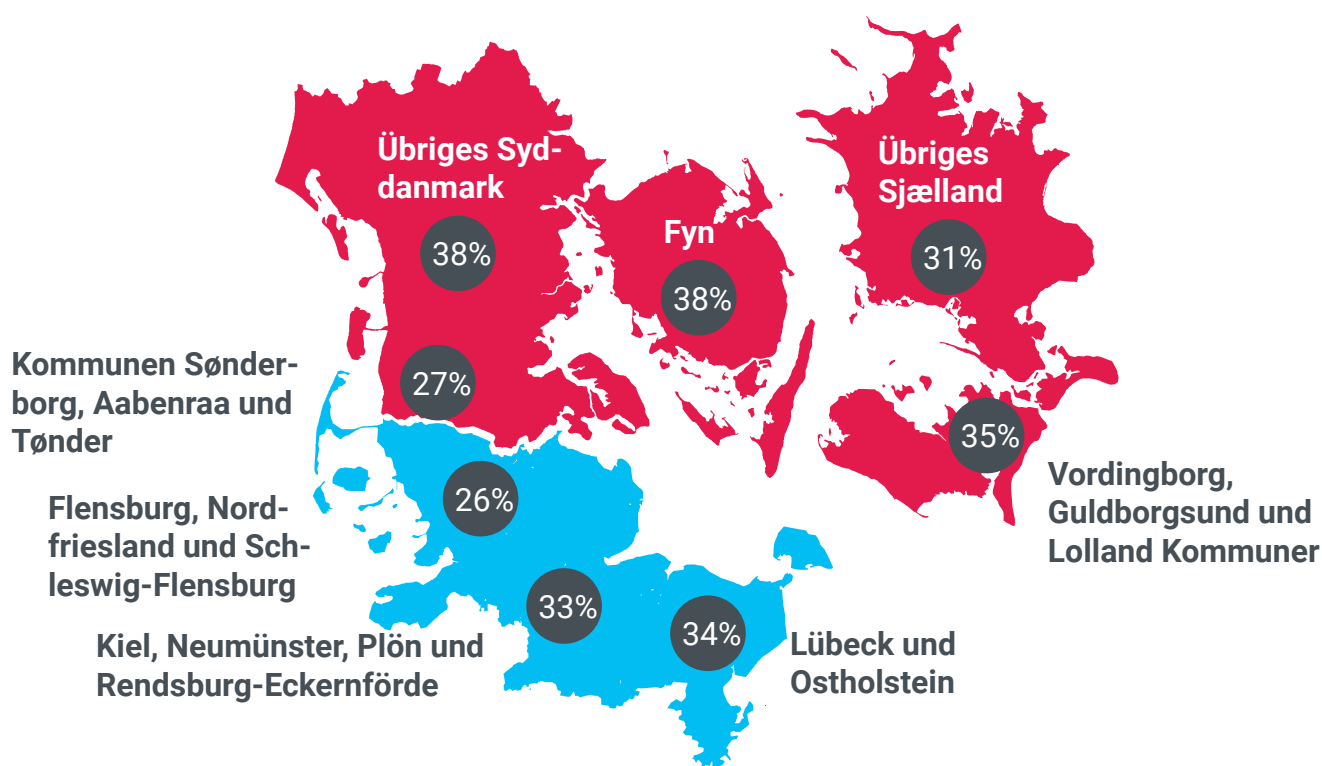 Übriges Syd-
danmark
38%
Fyn
38%
Übriges
Sjælland
31%
Kommunen Sønder-
borg, Aabenraa und
Tønder
27%
Flensburg, Nord-
friesland und Sch-
leswig-Flensburg
26%
Kiel, Neumünster, Plön und
Rendsburg-Eckernförde
33%
34%
Lübeck und
Ostholstein
35%
Vordingborg,
Guldborgsund und
Lolland Kommuner